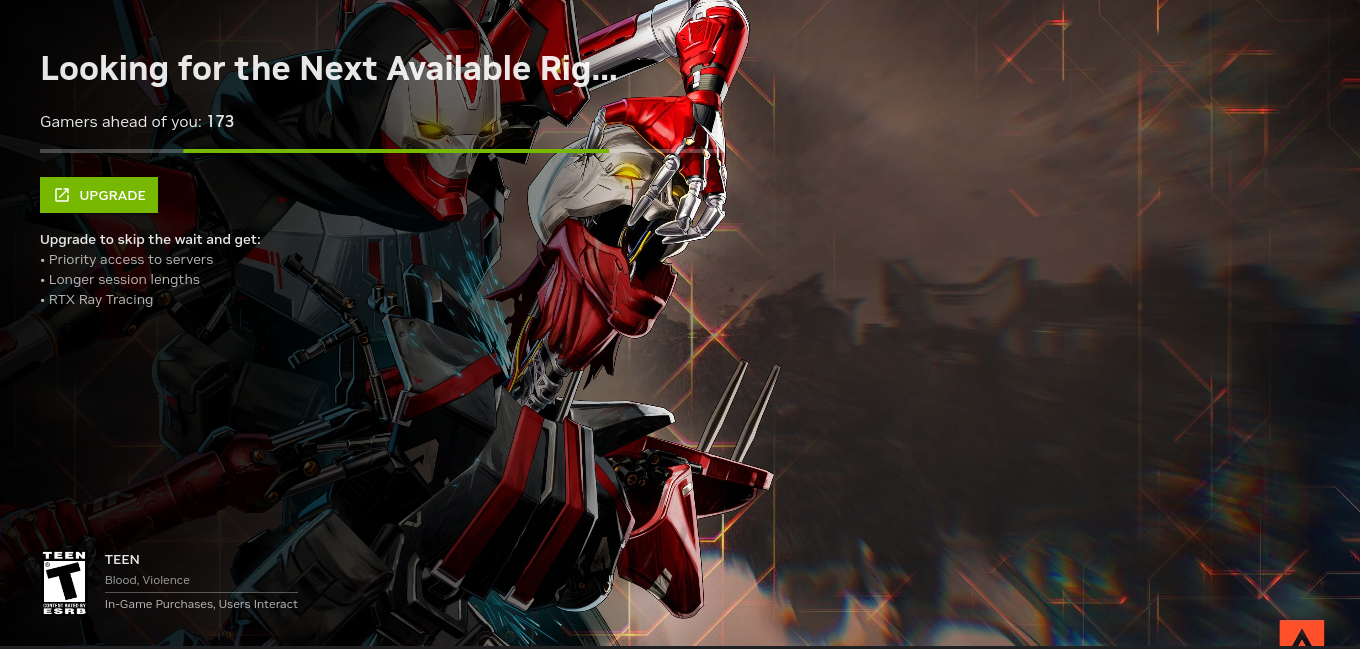 Looking for the Next Available Rig...
Gamers ahead of you: 173
UPGRADE
Upgrade to skip the wait and get:
• Priority access to servers
• Longer session lengths
• RTX Ray Tracing
TEEN
T
CONTENT RATED BY
ESRB
TEEN
Blood, Violence
In-Game Purchases, Users Interact